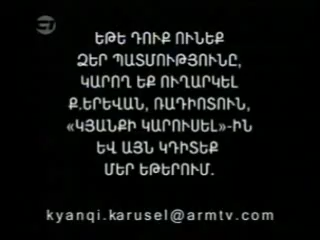 ԵԹԵ ԴՈՒՔ ՈՒՆԵՔ
ՁԵՐ ՊԱՏՄՈՒԹՅՈՒՆԸ,
ԿԱՐՈՂ ԵՔ ՈՒՂԱՐԿԵԼ
Ք.ԵՐԵՎԱՆ, ՌԱԴԻՈՏՈՒՆ,
«ԿՅԱՆՔԻ ԿԱՐՈՒՍԵԼ»-ԻՆ
ԵՎ ԱՅՆ ԿԴԻՏԵՔ
ՄԵՐ ԵԹԵՐՈՒՄ.
kyanqi.karusel@armtv.com